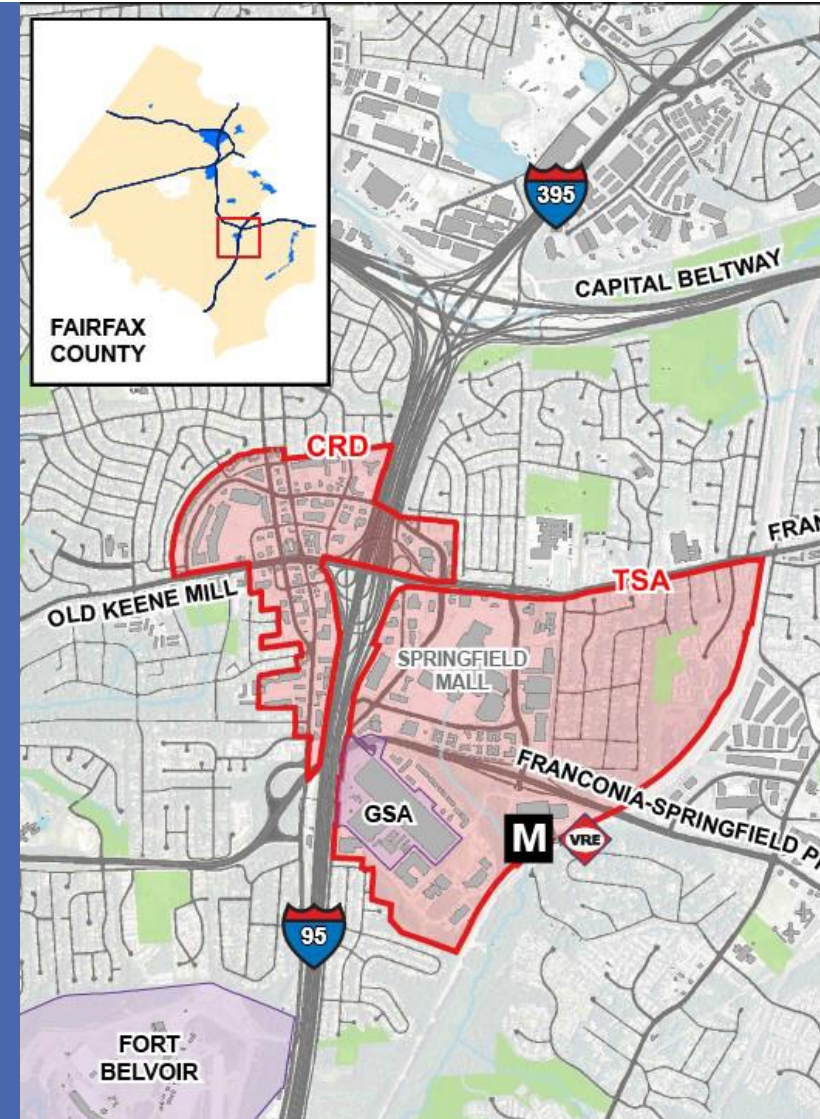 FAIRFAX
COUNTY
395
CAPITAL BELTWAY
CRD
FRAN
TSA
OLD KEENE MILL
SPRINGFIELD
MALL
FRANCONIA-SPRINGFIELD P
GSA
M
VRE
95
FORT
BELVOIR